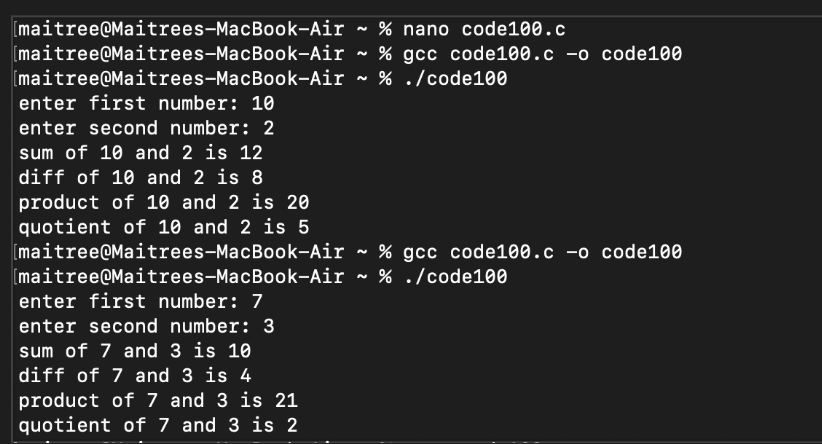 [maitree@Maitrees-MacBook-Air ~ % nano code100.c
[maitree@Maitrees-MacBook-Air ~ % gcc code100.c -o code100
[maitree@Maitrees-MacBook-Air ~ % ./code100
enter first number: 10
enter second number: 2
sum of 10 and 2 is 12
diff of 10 and 2 is 8
product of 10 and 2 is 20
quotient of 10 and 2 is 5
[maitree@Maitrees-MacBook-Air ~ % gcc code100.c -o code100
[maitree@Maitrees-MacBook-Air ~ % ./code100
enter first number: 7
enter second number: 3
sum of 7 and 3 is 10
diff of 7 and 3 is 4
product of 7 and 3 is 21
quotient of 7 and 3 is 2